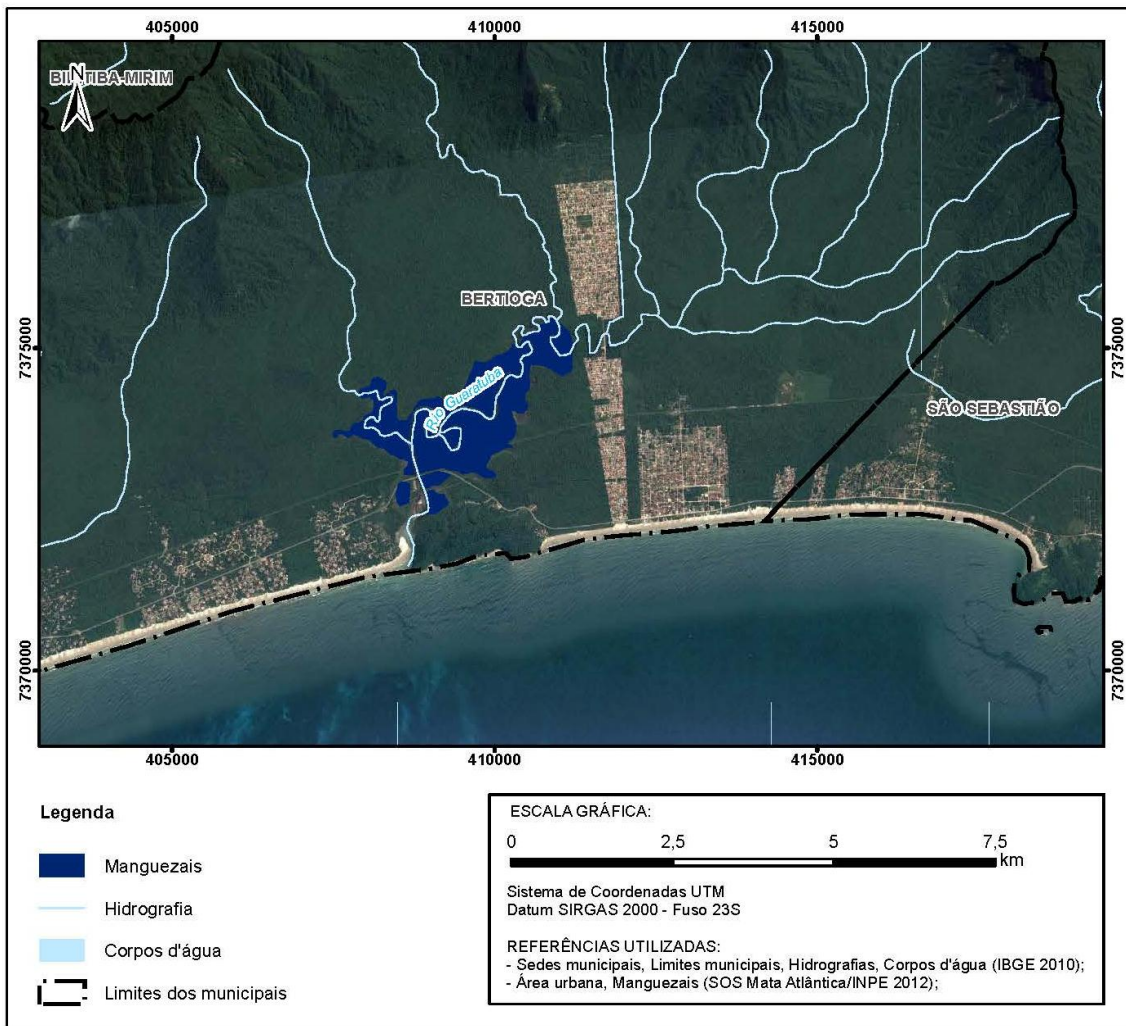 405000 410000 415000
BIRITIBA-MIRIM
N
BERTIOGA
7375000 7375000
Rio Guaratuba
SÃO SEBASTIÃO
7370000 7370000
405000 410000 415000
Legenda
Manguezais
Hidrografia
Corpos d'água
Limites dos municipais
ESCALA GRÁFICA:
0 2,5 5 7,5
km
Sistema de Coordenadas UTM
Datum SIRGAS 2000 - Fuso 23S
REFERÊNCIAS UTILIZADAS:
- Sedes municipais, Limites municipais, Hidrografias, Corpos d'água (IBGE 2010);
- Área urbana, Manguezais (SOS Mata Atlântica/INPE 2012);